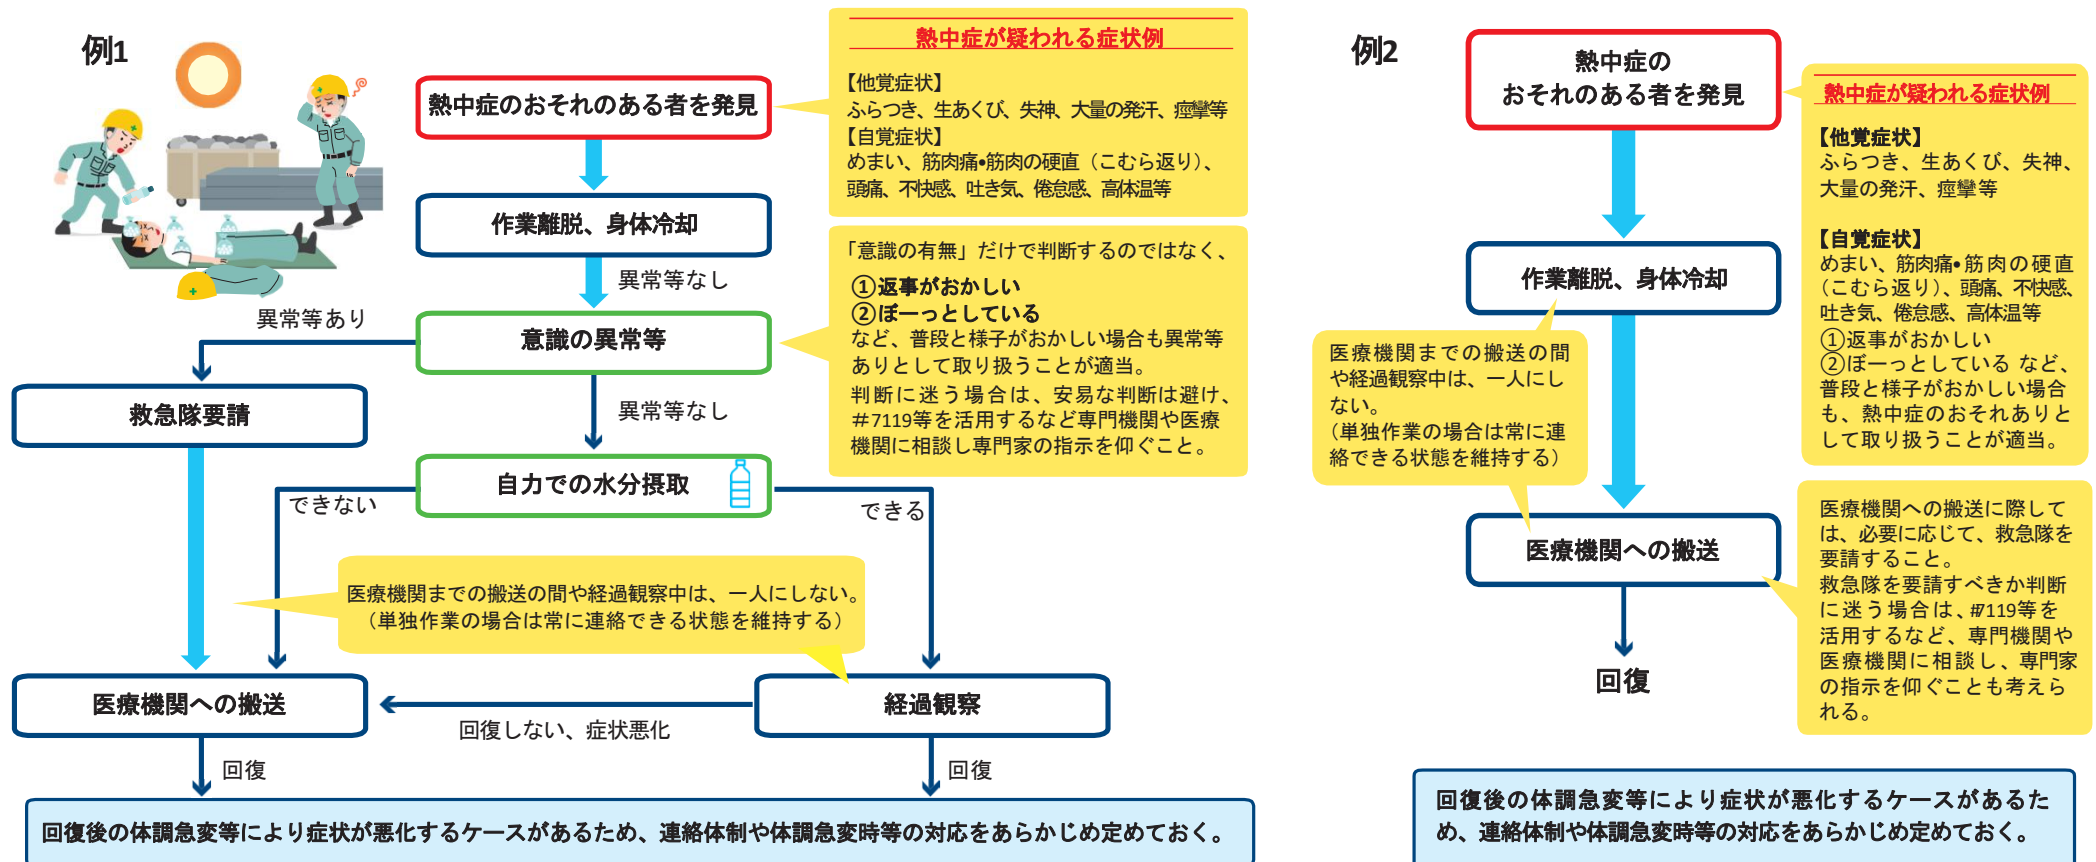 例1
熱中症のおそれのある者を発見
熱中症が疑われる症状例
【他覚症状】
ふらつき、生あくび、失神、大量の発汗、痙攣等
【自覚症状】
めまい、筋肉痛•筋肉の硬直（こむら返り）、
頭痛、不快感、吐き気、倦怠感、高体温等
作業離脱、身体冷却
異常等なし
「意識の有無」だけで判断するのではなく、
①返事がおかしい
②ぼーっとしている
など、普段と様子がおかしい場合も異常等
ありとして取り扱うことが適当。
判断に迷う場合は、安易な判断は避け、
＃7119等を活用するなど専門機関や医療
機関に相談し専門家の指示を仰ぐこと。
異常等あり
意識の異常等
救急隊要請
異常等なし
自力での水分摂取
できない
できる
医療機関までの搬送の間や経過観察中は、一人にしない。
（単独作業の場合は常に連絡できる状態を維持する）
医療機関への搬送
回復しない、症状悪化
経過観察
回復
回復
回復後の体調急変等により症状が悪化するケースがあるため、連絡体制や体調急変時等の対応をあらかじめ定めておく。
例2
熱中症の
おそれのある者を発見
熱中症が疑われる症状例
【他覚症状】
ふらつき、生あくび、失神、
大量の発汗、痙攣等
【自覚症状】
めまい、筋肉痛•筋肉の硬直
（こむら返り）、頭痛、不快感、
吐き気、倦怠感、高体温等
①返事がおかしい
②ぼーっとしている など、
普段と様子がおかしい場合
も、熱中症のおそれありと
して取り扱うことが適当。
作業離脱、身体冷却
医療機関までの搬送の間
や経過観察中は、一人にし
ない。
（単独作業の場合は常に連
絡できる状態を維持する）
医療機関への搬送
医療機関への搬送に際して
は、必要に応じて、救急隊を
要請すること。
救急隊を要請すべきか判断
に迷う場合は、#7119等を
活用するなど、専門機関や
医療機関に相談し、専門家
の指示を仰ぐことも考えら
れる。
回復
回復後の体調急変等により症状が悪化するケースがあるた
め、連絡体制や体調急変時等の対応をあらかじめ定めておく。